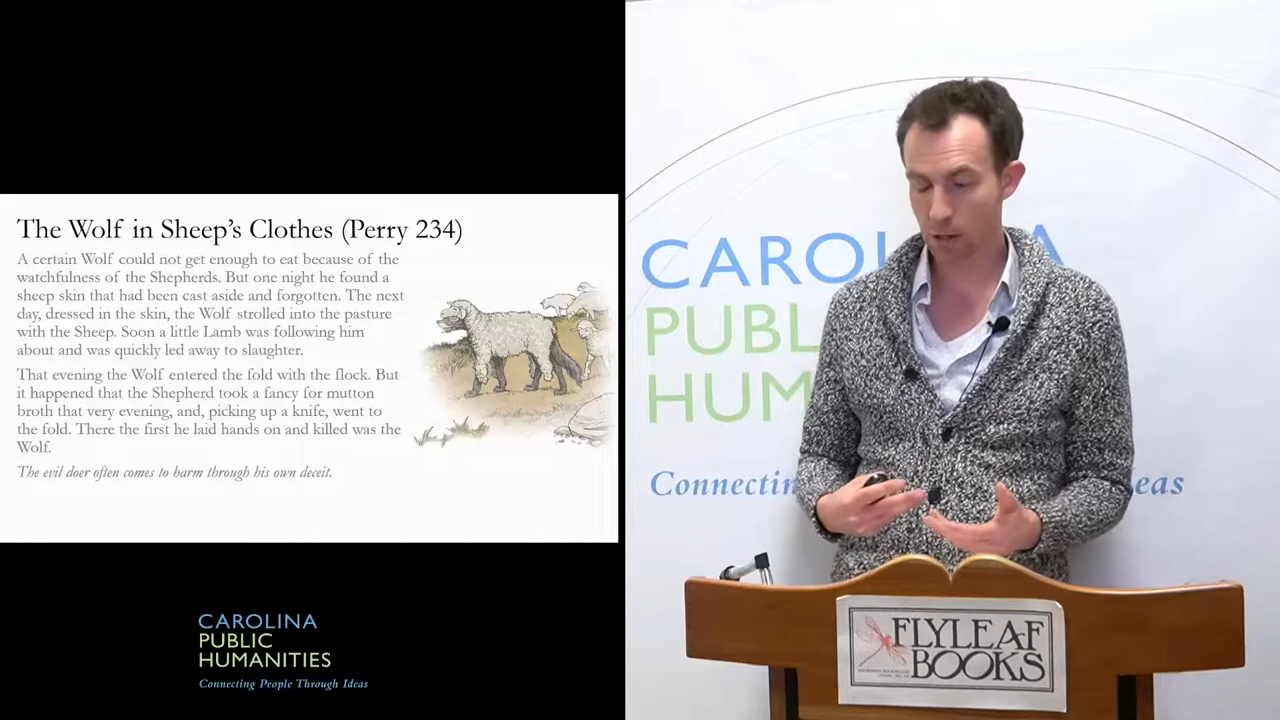 The Wolf in Sheep's Clothes (Perry 234)
A certain Wolf could not get enough to eat because of the
watchfulness of the Shepherds. But one night he found a
sheep skin that had been cast aside and forgotten. The next
day, dressed in the skin, the Wolf strolled into the pasture
with the Sheep. Soon a little Lamb was following him
about and was quickly led away to slaughter.
That evening the Wolf entered the fold with the flock. But
it happened that the Shepherd took a fancy for mutton
broth that very evening, and, picking up a knife, went to
the fold. There the first he laid hands on and killed was the
Wolf.
The evil doer often comes to harm through his own deceit.
CAROLINA
PUBLIC
HUMANITIES
Connecting People Through Ideas
CAROL A
PUBL
HUM
Connectin eas
FLYLEAF
BOOKS